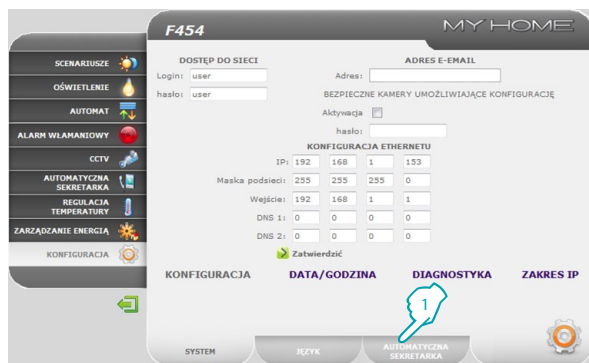 F454
MY HOME
SCENARIUSZE
OŚWIETLENIE
AUTOMAT
ALARM WŁAMANIOWY
CCTV
AUTOMATYCZNA
SEKRETARKA
REGULACJA
TEMPERATURY
ZARZĄDZANIE ENERGIĄ
KONFIGURACJA
DOSTĘP DO SIECI
Login: user
hasło: user
ADRES E-EMAIL
Adres:
BEZPIECZNE KAMERY UMOŻLIWIAJĄCE KONFIGURACJĘ
Aktywacja
hasło:
KONFIGURACJA ETHERNETU
IP: 192 168 1 153
Maska podsieci: 255 255 255 0
Wejście: 192 168 1 1
DNS 1: 0 0 0 0
DNS 2: 0 0 0 0
Zatwierdzić
KONFIGURACJA DATA/GODZINA DIAGNOSTYKA ZAKRES IP
1
SYSTEM JĘZYK AUTOMATYCZNA
SEKRETARKA